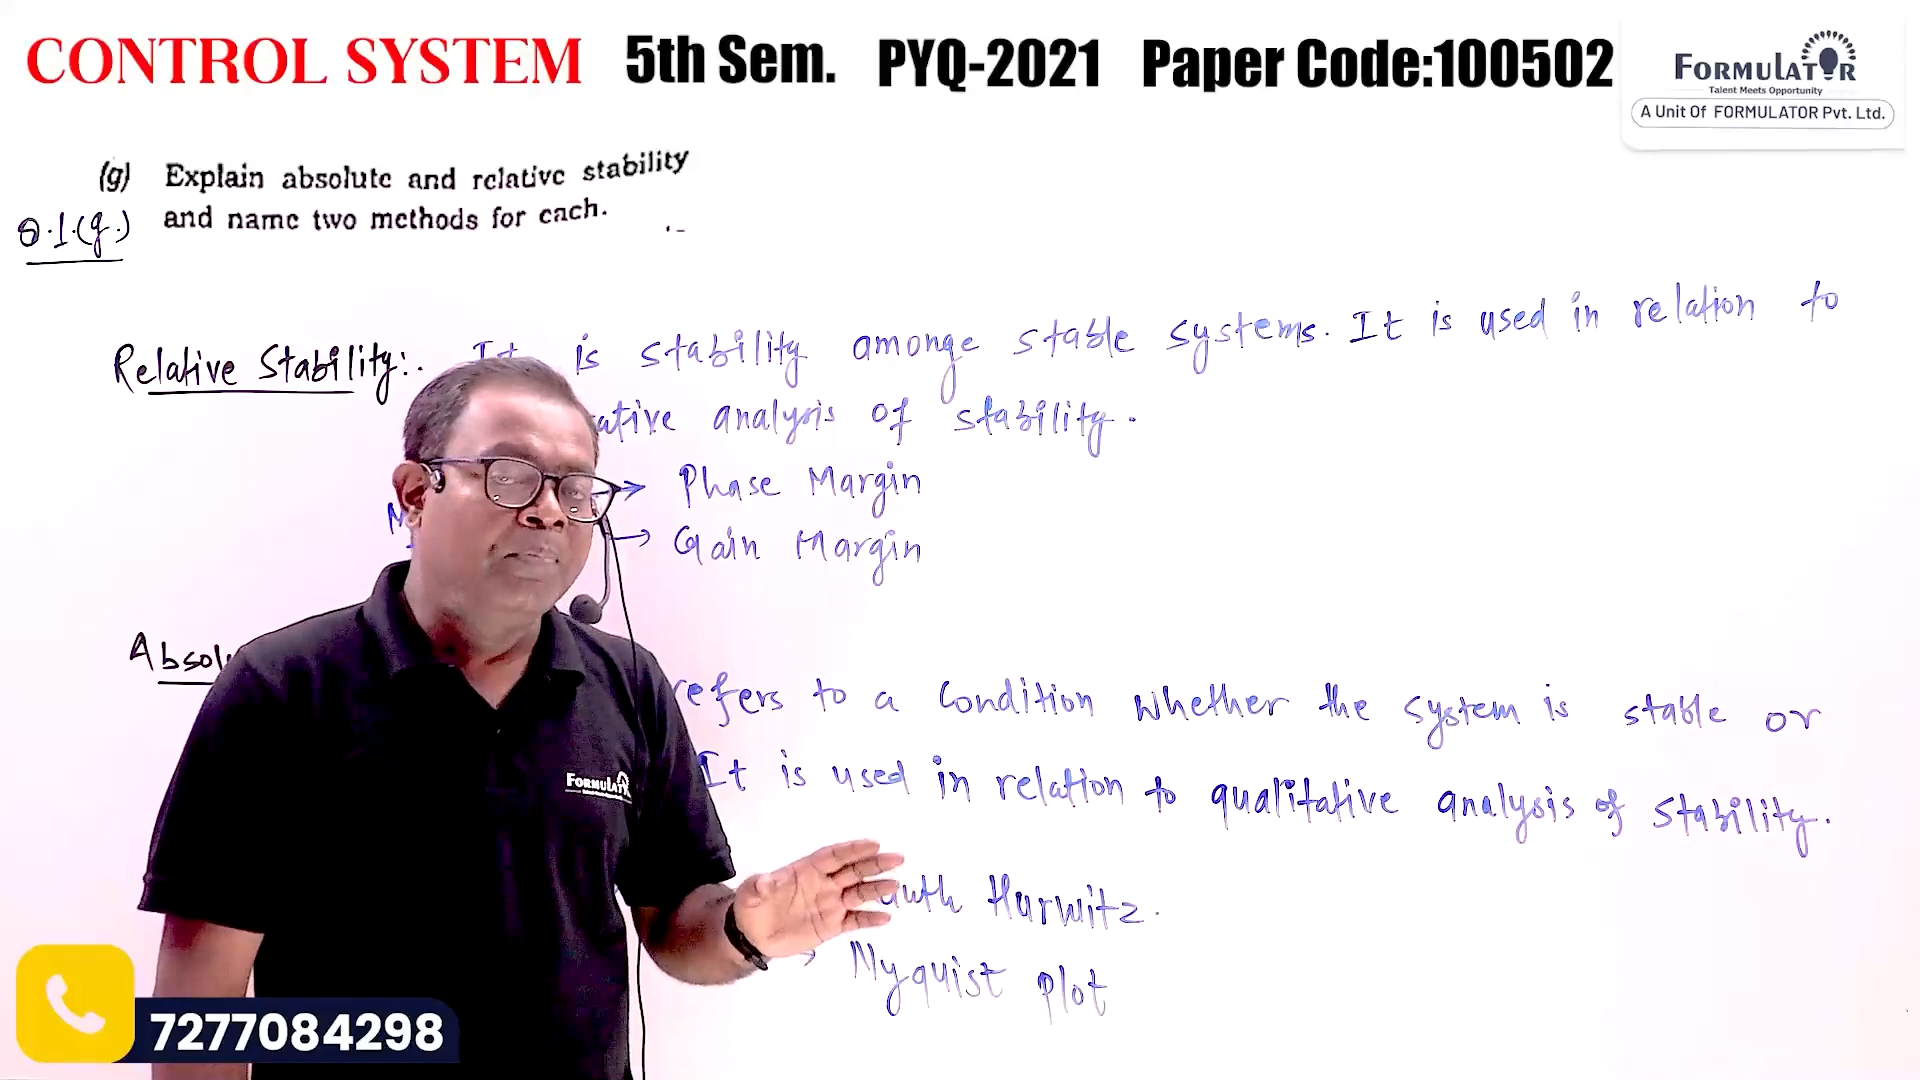 CONTROL SYSTEM 5th Sem. PYQ-2021 Paper Code:100502
FORMULATOR
Talent Meets Opportunity
A Unit Of FORMULATOR Pvt. Ltd.
(g) Explain absolute and relative stability
and name two methods for each.
Q.1.(g.)
Relative Stability:. It is stability amonge stable systems. It is used in relation to
analysis of stability.
→ Phase Margin
→ Gain Margin
refers to a Condition whether the system is stable or
It is used in relation to qualitative analysis of stability.
Hurwitz.
Nyquist Plot
FORMULATOR
7277084298